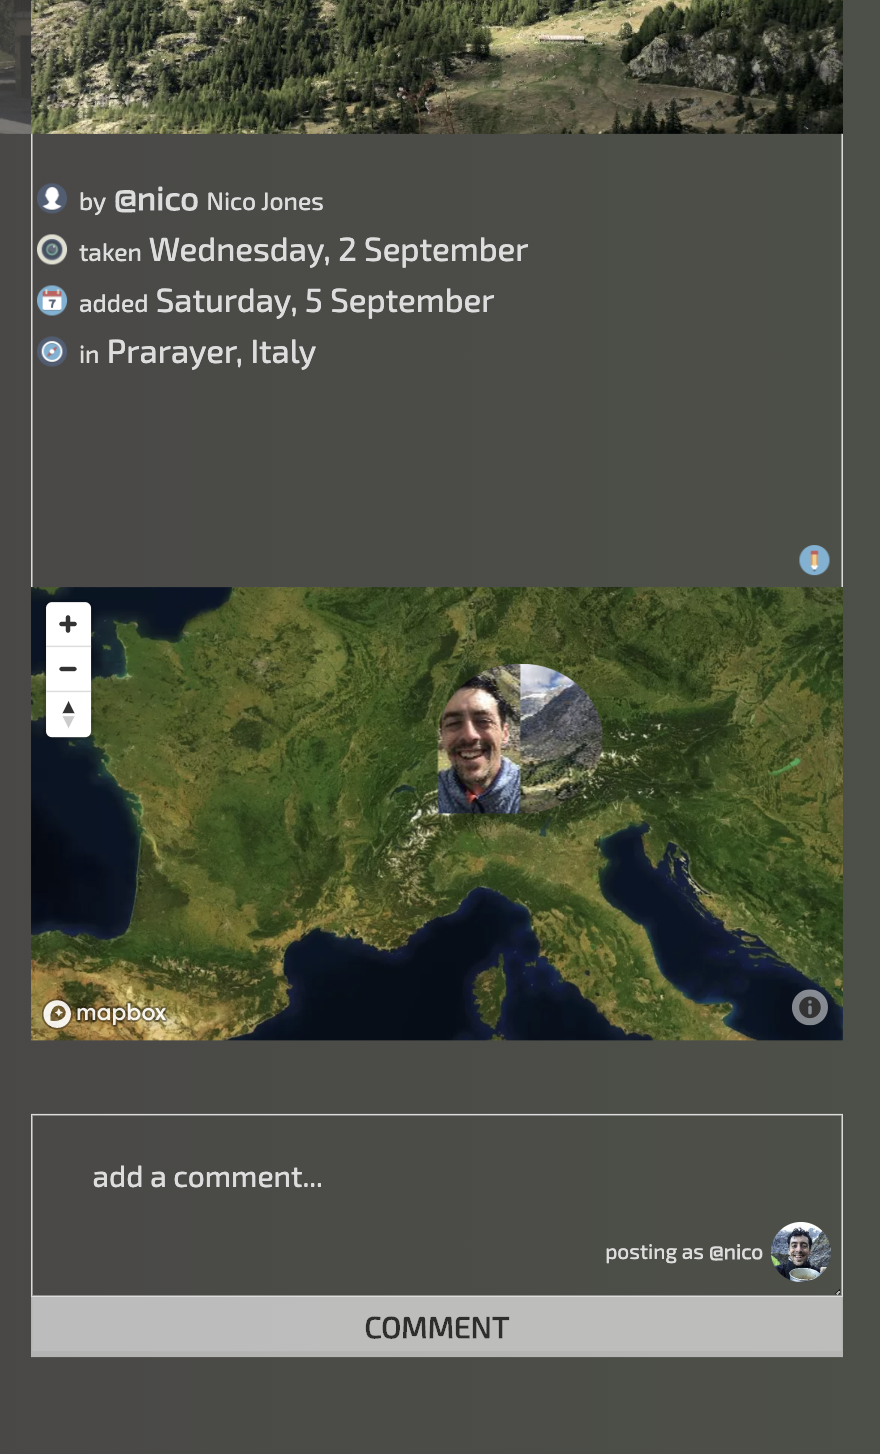 by @nico Nico Jones
taken Wednesday, 2 September
7
added Saturday, 5 September
in Prarayer, Italy
mapbox
add a comment...
posting as @nico
COMMENT